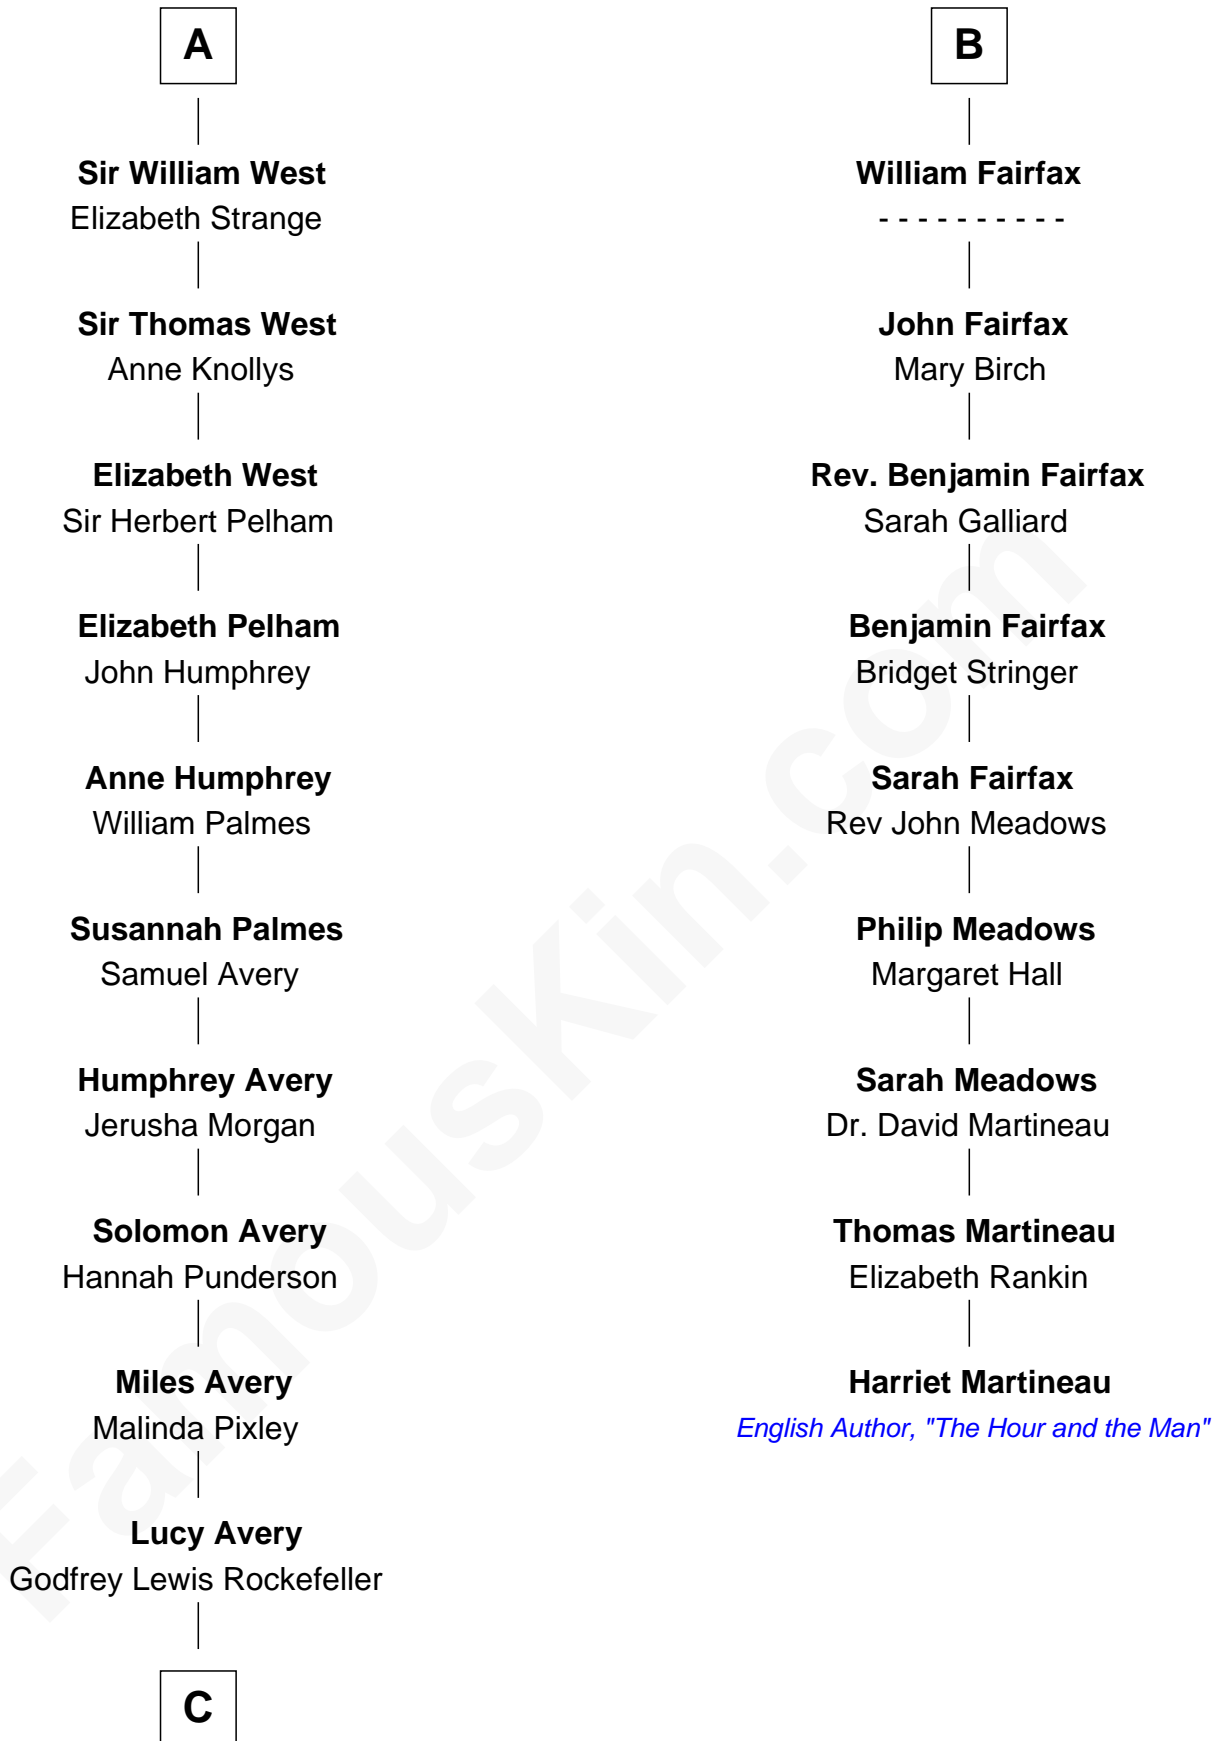 A
Sir William West
Elizabeth Strange
Sir Thomas West
Anne Knollys
Elizabeth West
Sir Herbert Pelham
Elizabeth Pelham
John Humphrey
Anne Humphrey
William Palmes
Susannah Palmes
Samuel Avery
Humphrey Avery
Jerusha Morgan
Solomon Avery
Hannah Punderson
Miles Avery
Malinda Pixley
Lucy Avery
Godfrey Lewis Rockefeller
C
B
William Fairfax
- - - - - - - - - -
John Fairfax
Mary Birch
Rev. Benjamin Fairfax
Sarah Galliard
Benjamin Fairfax
Bridget Stringer
Sarah Fairfax
Rev John Meadows
Philip Meadows
Margaret Hall
Sarah Meadows
Dr. David Martineau
Thomas Martineau
Elizabeth Rankin
Harriet Martineau
English Author, "The Hour and the Man"
FamousKin.com